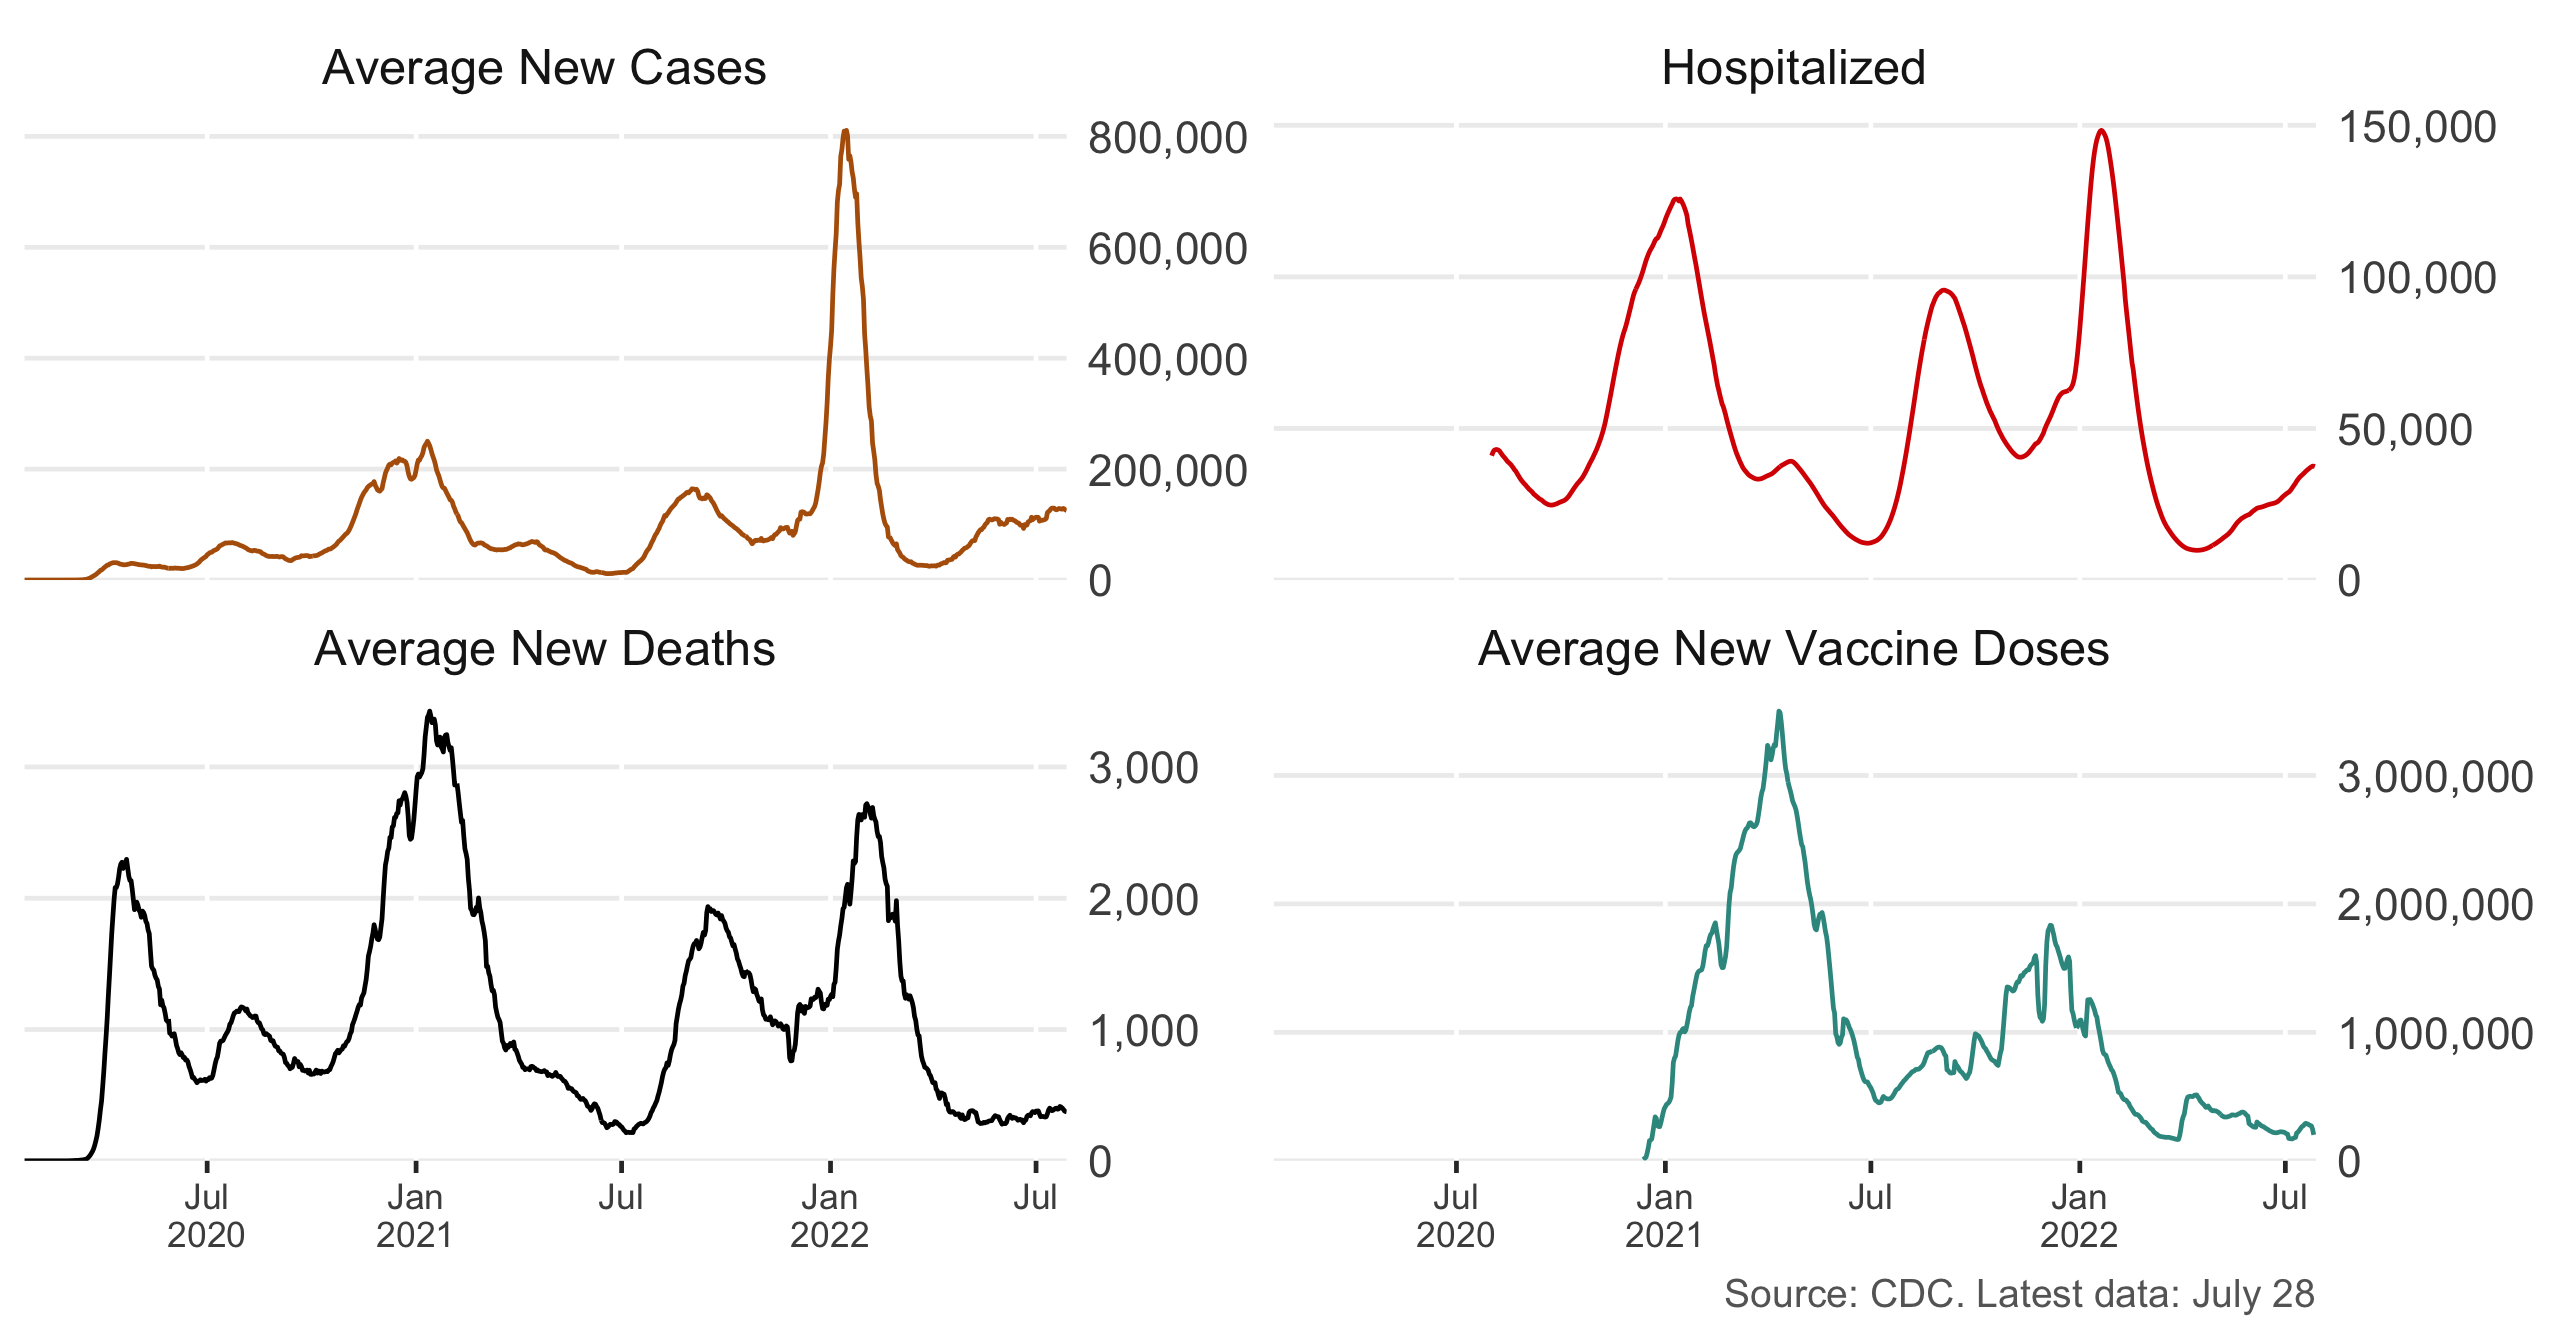 Average New Cases
800,000
600,000
400,000
200,000
0
Hospitalized
150,000
100,000
50,000
0
Average New Deaths
3,000
2,000
1,000
0
Jul Jan Jul Jan Jul
2020 2021 2022
Average New Vaccine Doses
3,000,000
2,000,000
1,000,000
0
Jul Jan Jul Jan Jul
2020 2021 2022
Source: CDC. Latest data: July 28